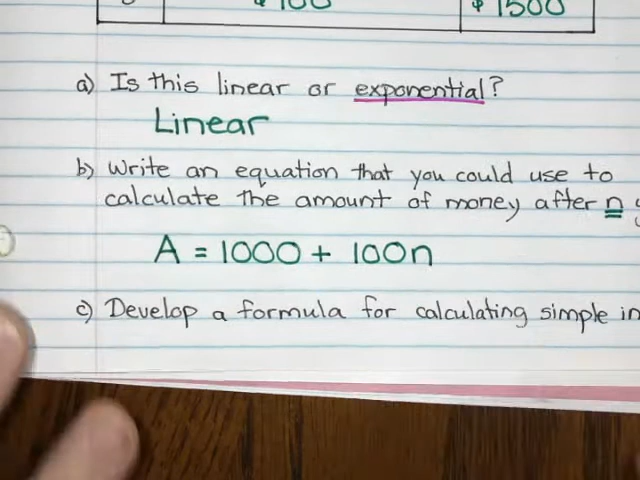 $100 $1500
a) Is this linear or exponential?
Linear
b) Write an equation that you could use to
calculate the amount of money after n
A = 1000 + 100n
c) Develop a formula for calculating simple